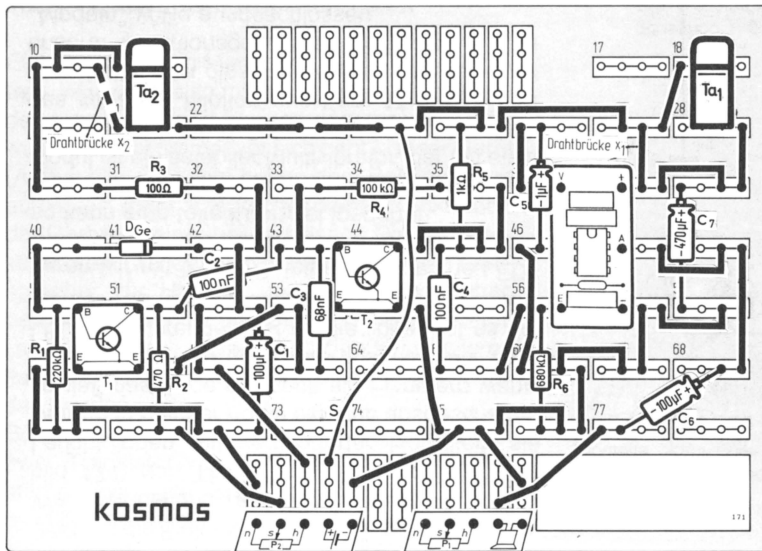 10 17 18
Ta2 Ta1
22 28
Drahtbrücke x2 Drahtbrücke x1
11
31 R3 32 33 34 35 R5
100Ω 100 kΩ 1kΩ 1µF
R4 C5 V +
C7
40 41 DGe 42 43 44 46 A
C2 B C -470µF+
100 nF
51 53 C3 E E C4 56
B C 68nF T2 100nF E −
R1 E E C1
220kΩ T1 470Ω R2 -100µF+ 64 680kΩ R6 68
-100µF+
73 S 74 77 C6
kosmos
n s h + − n s h
P2 P1
171